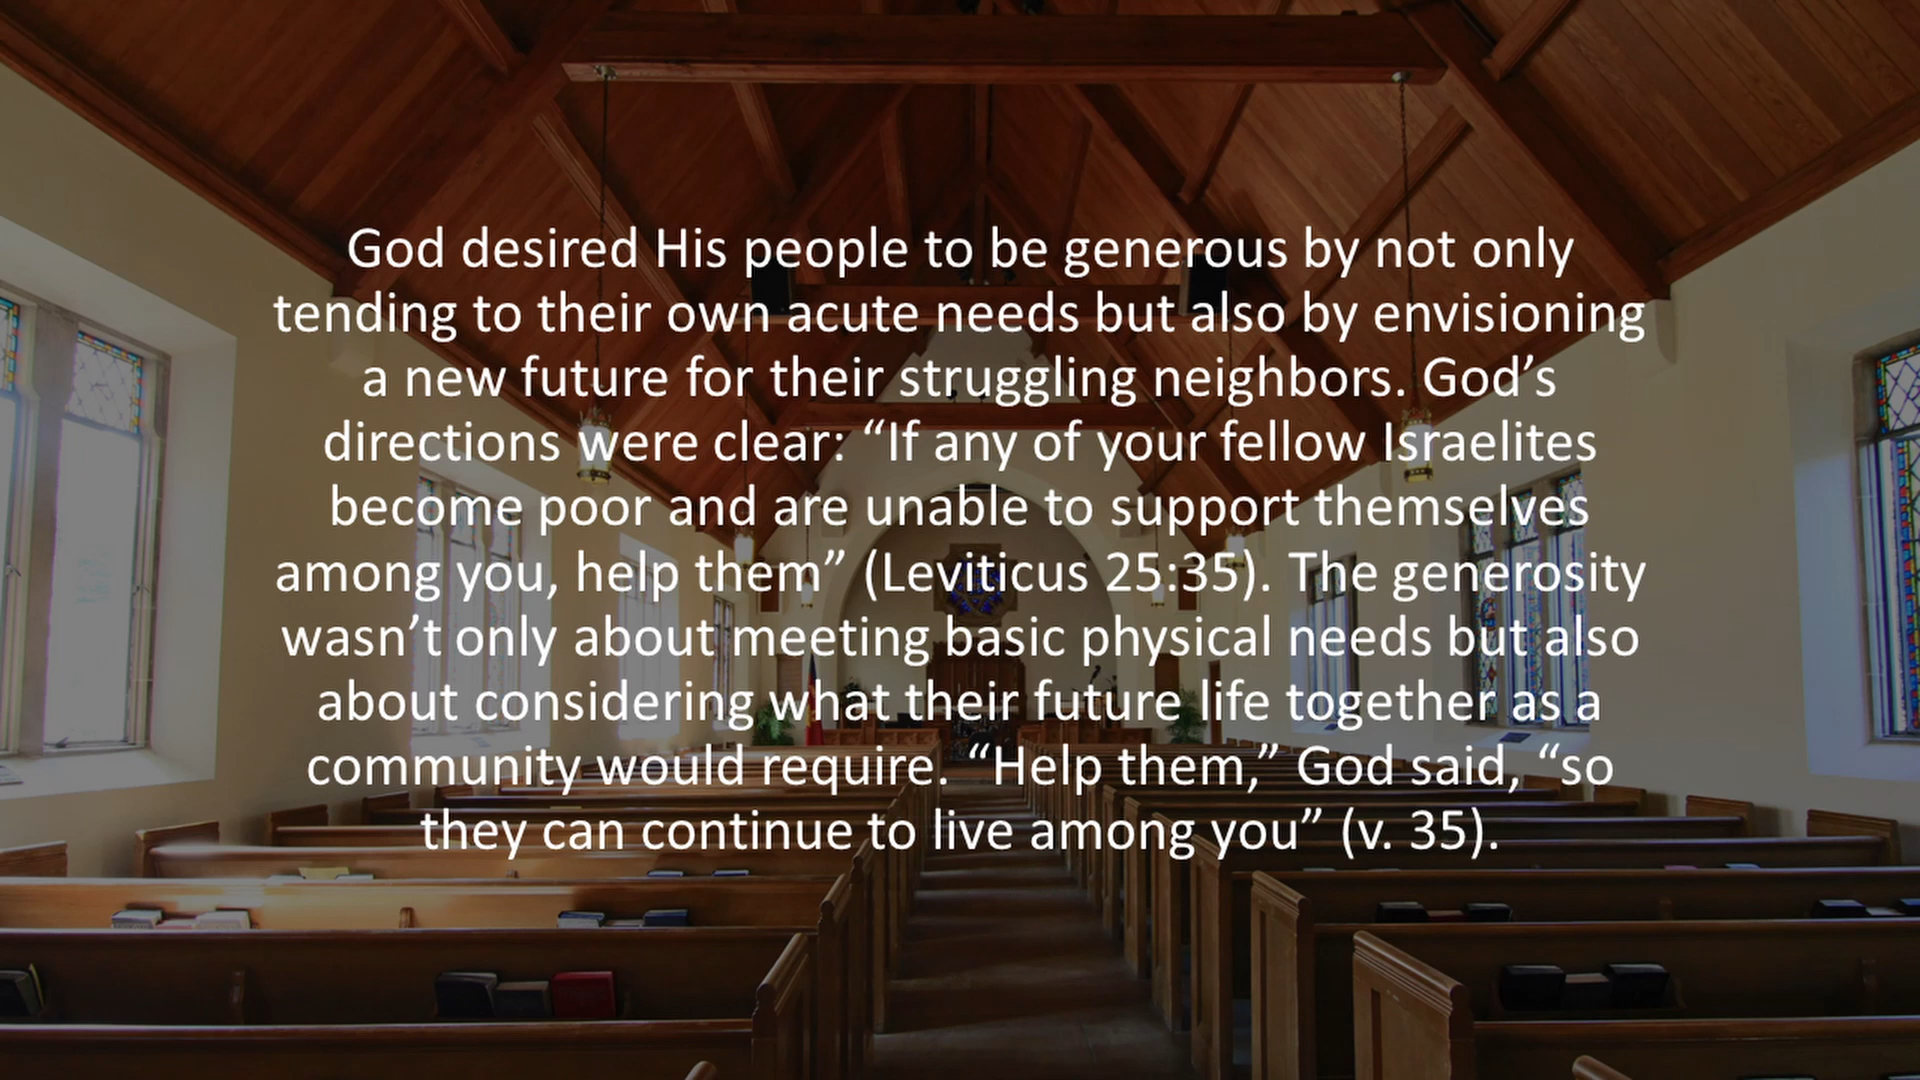 God desired His people to be generous by not only
tending to their own acute needs but also by envisioning
a new future for their struggling neighbors. God’s
directions were clear: “If any of your fellow Israelites
become poor and are unable to support themselves
among you, help them” (Leviticus 25:35). The generosity
wasn’t only about meeting basic physical needs but also
about considering what their future life together as a
community would require. “Help them,” God said, “so
they can continue to live among you” (v. 35).